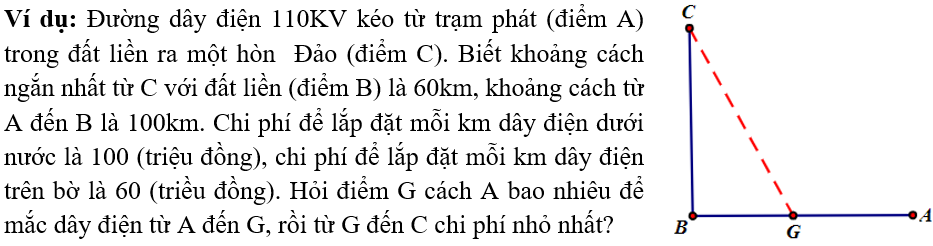 Ví dụ: Đường dây điện 110KV kéo từ trạm phát (điểm A)
trong đất liền ra một hòn Đảo (điểm C). Biết khoảng cách
ngắn nhất từ C với đất liền (điểm B) là 60km, khoảng cách từ
A đến B là 100km. Chi phí để lắp đặt mỗi km dây điện dưới
nước là 100 (triệu đồng), chi phí để lắp đặt mỗi km dây điện
trên bờ là 60 (triều đồng). Hỏi điểm G cách A bao nhiêu để
mắc dây điện từ A đến G, rồi từ G đến C chi phí nhỏ nhất?
C
B
G
A